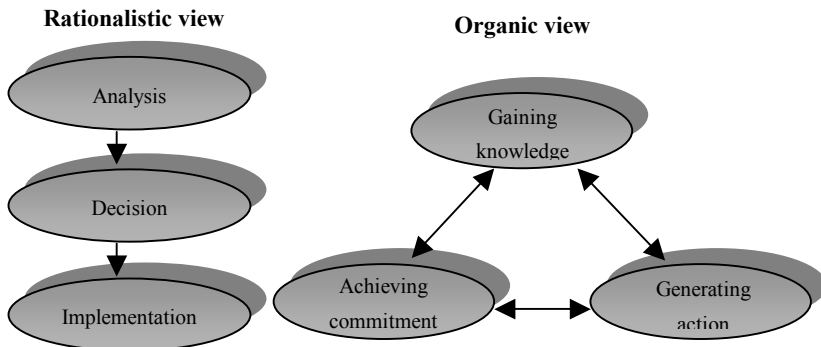 Rationalistic view
Analysis
Decision
Implementation
Organic view
Gaining
knowledge
Achieving
commitment
Generating
action